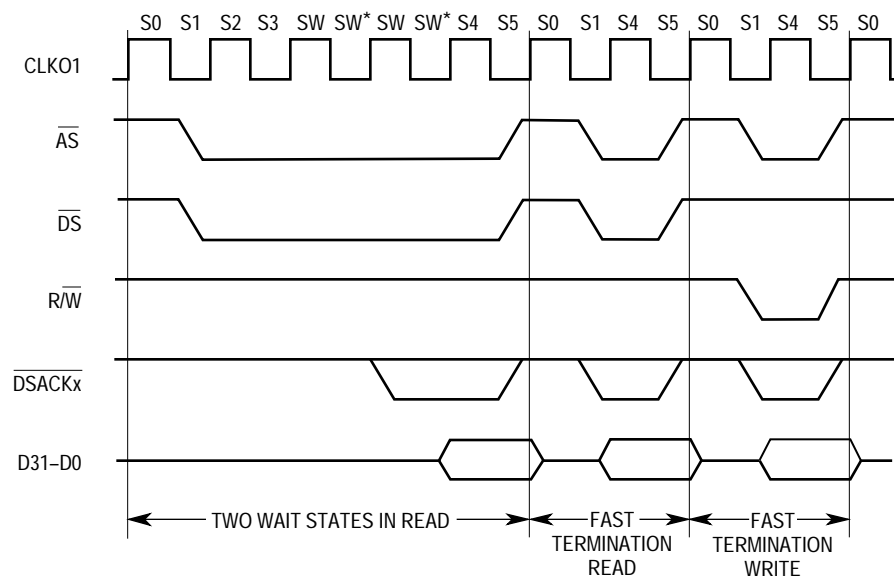 S0 S1 S2 S3 SW SW* SW SW* S4 S5 S0 S1 S4 S5 S0 S1 S4 S5 S0
CLKO1
AS
DS
R/W
DSACKx
D31–D0
TWO WAIT STATES IN READ
FAST
TERMINATION
READ
FAST
TERMINATION
WRITE